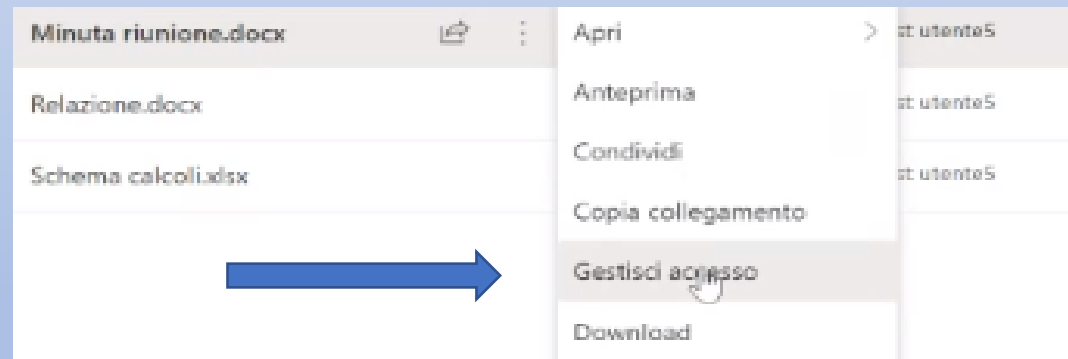 Minuta riunione.docx
Apri
st utente5
Relazione.docx
Anteprima
st utente5
Condividi
Schema calcoli.xlsx
st utente5
Copia collegamento
Gestisci accesso
Download